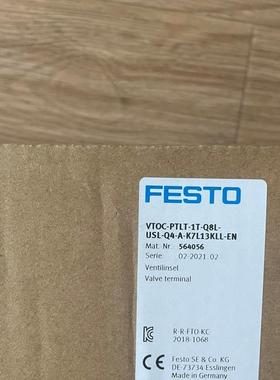 FESTO
VTOC-PTLT-1T-Q8L-
USL-Q4-A-K7L13KLL-EN
Mat. Nr. 564056
Serie: 02-2021. 02
Ventilinsel
Valve terminal
R-R-FTO-KC-
2018-1068
CE Festo SE & Co. KG
DE-73734 Esslingen
Made in Germany